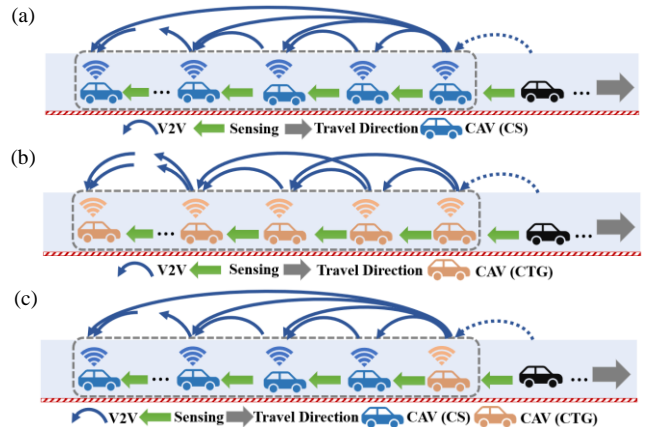 (a)
... ...
V2V Sensing Travel Direction CAV (CS)
(b)
... ...
V2V Sensing Travel Direction CAV (CTG)
(c)
... ...
V2V Sensing Travel Direction CAV (CS) CAV (CTG)